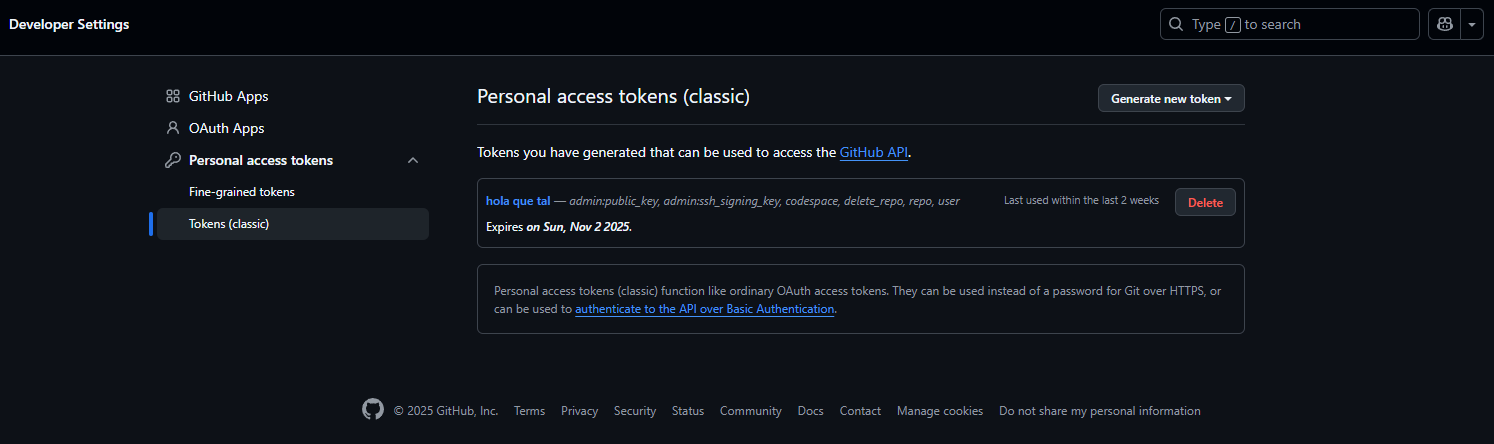 Developer Settings
Type / to search
GitHub Apps
OAuth Apps
Personal access tokens
Fine-grained tokens
Tokens (classic)
Personal access tokens (classic)
Generate new token
Tokens you have generated that can be used to access the GitHub API.
hola que tal — admin:public_key, admin:ssh_signing_key, codespace, delete_repo, repo, user
Last used within the last 2 weeks
Delete
Expires on Sun, Nov 2 2025.
Personal access tokens (classic) function like ordinary OAuth access tokens. They can be used instead of a password for Git over HTTPS, or
can be used to authenticate to the API over Basic Authentication.
© 2025 GitHub, Inc. Terms Privacy Security Status Community Docs Contact Manage cookies Do not share my personal information